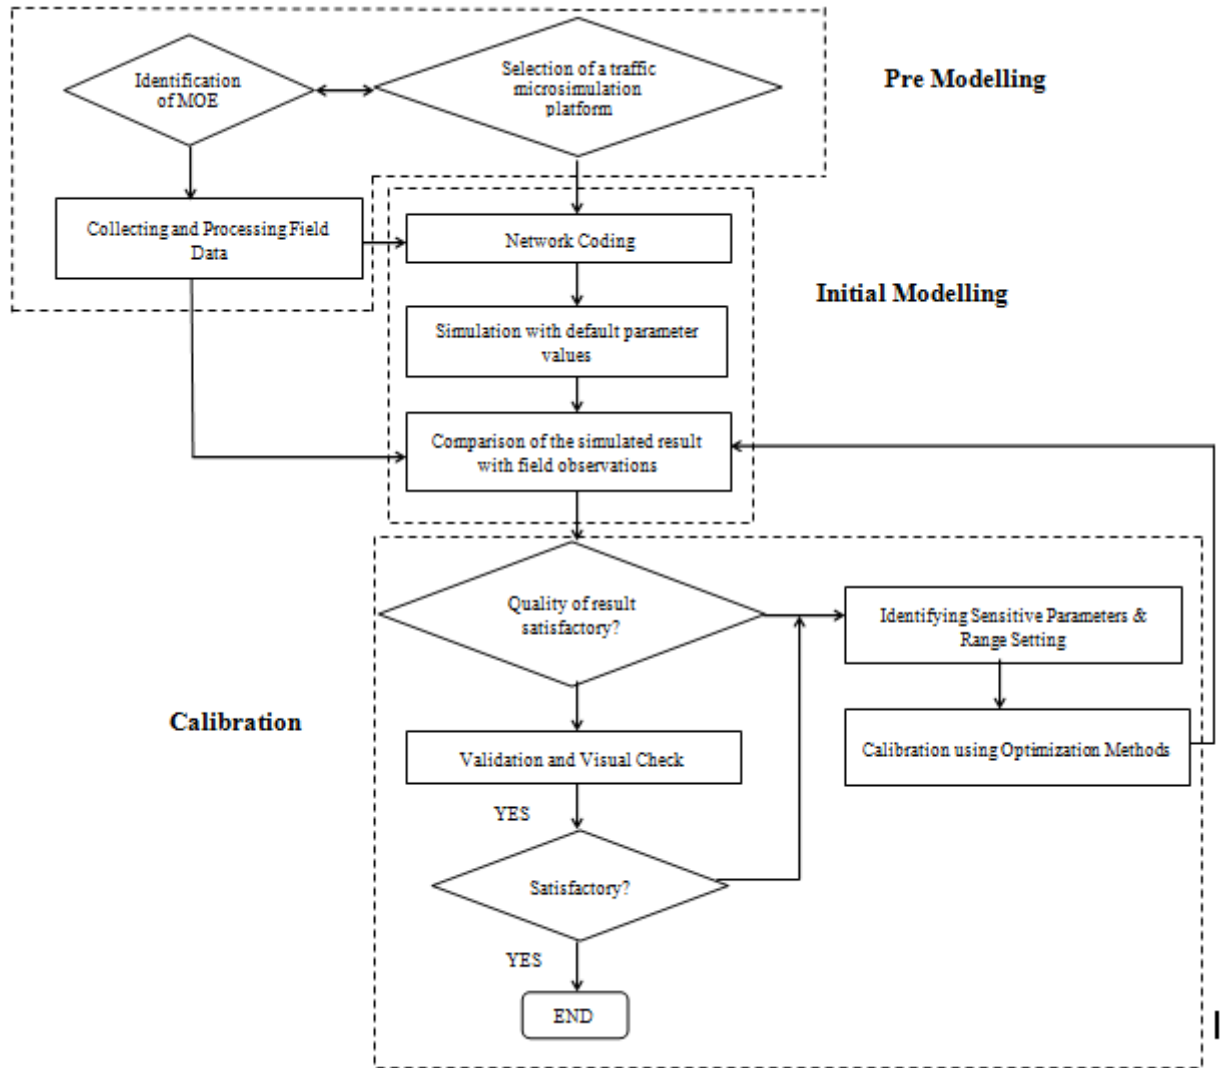 Identification
of MOE
Selection of a traffic
microsimulation
platform
Pre Modelling
Collecting and Processing Field
Data
Network Coding
Initial Modelling
Simulation with default parameter
values
Comparison of the simulated result
with field observations
Quality of result
satisfactory?
Identifying Sensitive Parameters &
Range Setting
Calibration
Validation and Visual Check
Calibration using Optimization Methods
YES
Satisfactory?
YES
END